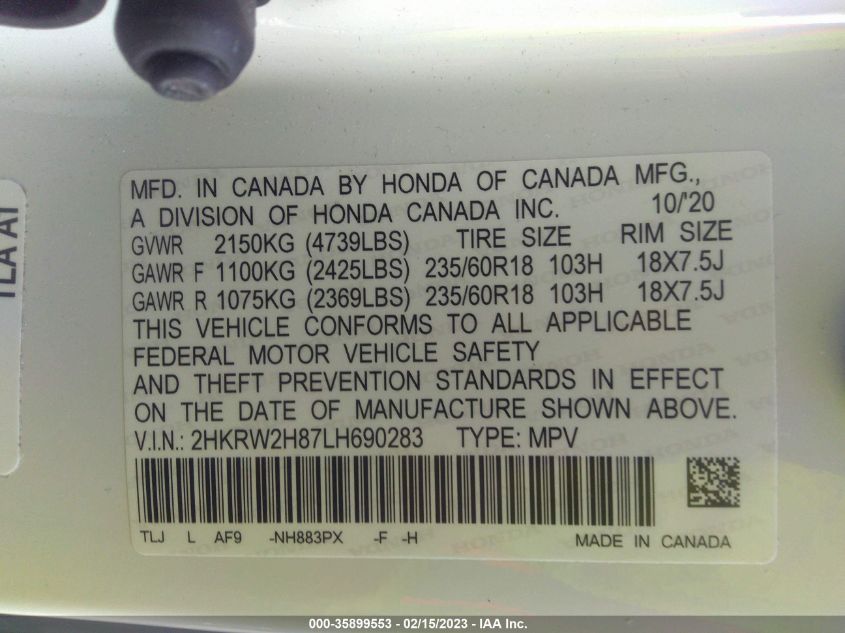 TLA A1
MFD. IN CANADA BY HONDA OF CANADA MFG.,
A DIVISION OF HONDA CANADA INC. 10/'20
GVWR 2150KG (4739LBS) TIRE SIZE RIM SIZE
GAWR F 1100KG (2425LBS) 235/60R18 103H 18X7.5J
GAWR R 1075KG (2369LBS) 235/60R18 103H 18X7.5J
THIS VEHICLE CONFORMS TO ALL APPLICABLE
FEDERAL MOTOR VEHICLE SAFETY
AND THEFT PREVENTION STANDARDS IN EFFECT
ON THE DATE OF MANUFACTURE SHOWN ABOVE.
V.I.N.: 2HKRW2H87LH690283 TYPE: MPV
TLJ L AF9 -NH883PX -F -H MADE IN CANADA
000-35899553 - 02/15/2023 - IAA Inc.